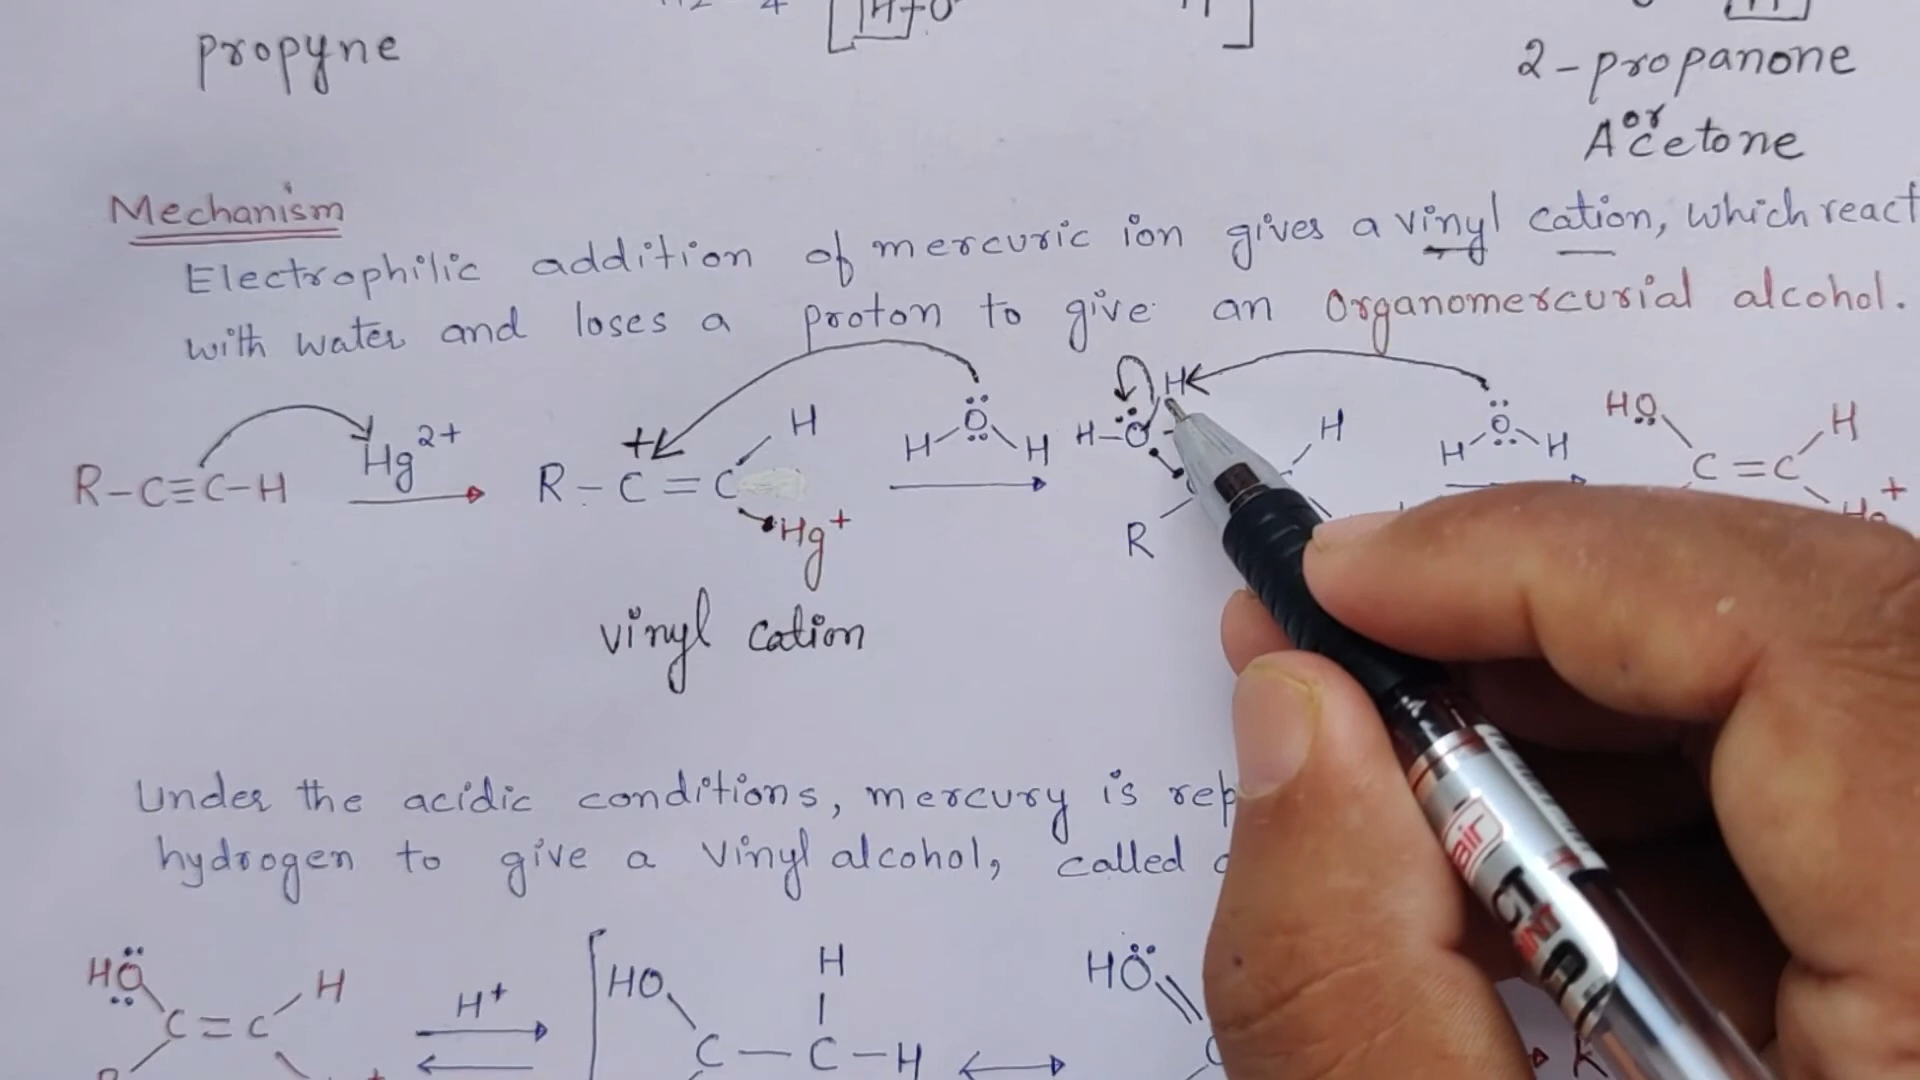 propyne
2-propanone
or
Acetone
Mechanism
Electrophilic addition of mercuric ion gives a vinyl cation, which react
with water and loses a proton to give an Organomercurial alcohol.
R-C≡C-H Hg2+ R-C+=C H Hg+ H-O-H H-O H R H H-O-H HO C=C H Hg+
vinyl cation
Under the acidic conditions, mercury is rep
hydrogen to give a vinyl alcohol, called
HO C=C H H+ HO C-C-H H HO